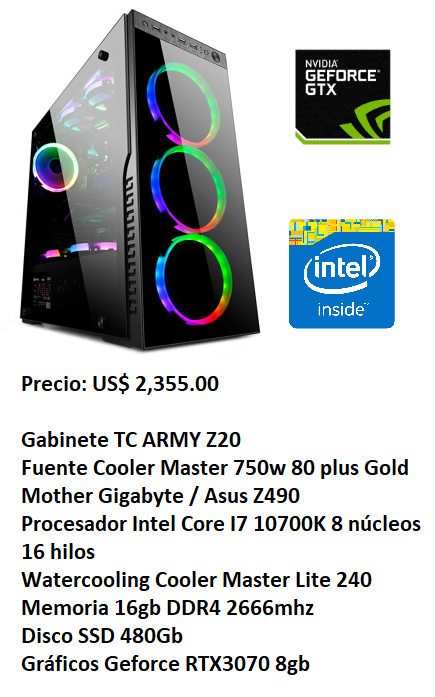 NVIDIA
GEFORCE®
GTX
intel
inside™
Precio: US$ 2,355.00
Gabinete TC ARMY Z20
Fuente Cooler Master 750w 80 plus Gold
Mother Gigabyte / Asus Z490
Procesador Intel Core I7 10700K 8 núcleos
16 hilos
Watercooling Cooler Master Lite 240
Memoria 16gb DDR4 2666mhz
Disco SSD 480Gb
Gráficos Geforce RTX3070 8gb